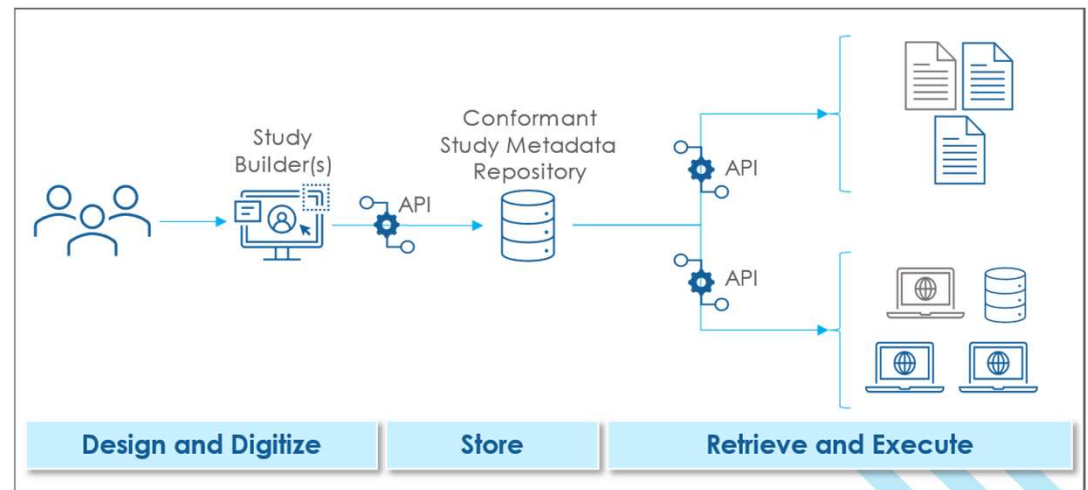 Study
Builder(s)
API
Conformant
Study Metadata
Repository
API
API
Design and Digitize
Store
Retrieve and Execute